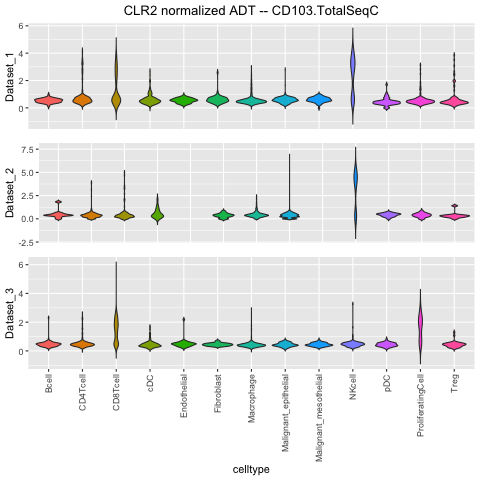 CLR2 normalized ADT -- CD103.TotalSeqC
Dataset_1
6
4
2
0
Dataset_2
7.5
5.0
2.5
0.0
-2.5
Dataset_3
6
4
2
0
Bcell
CD4Tcell
CD8Tcell
cDC
Endothelial
Fibroblast
Macrophage
Malignant_epithelial
Malignant_mesothelial
NKcell
pDC
ProliferatingCell
Treg
celltype